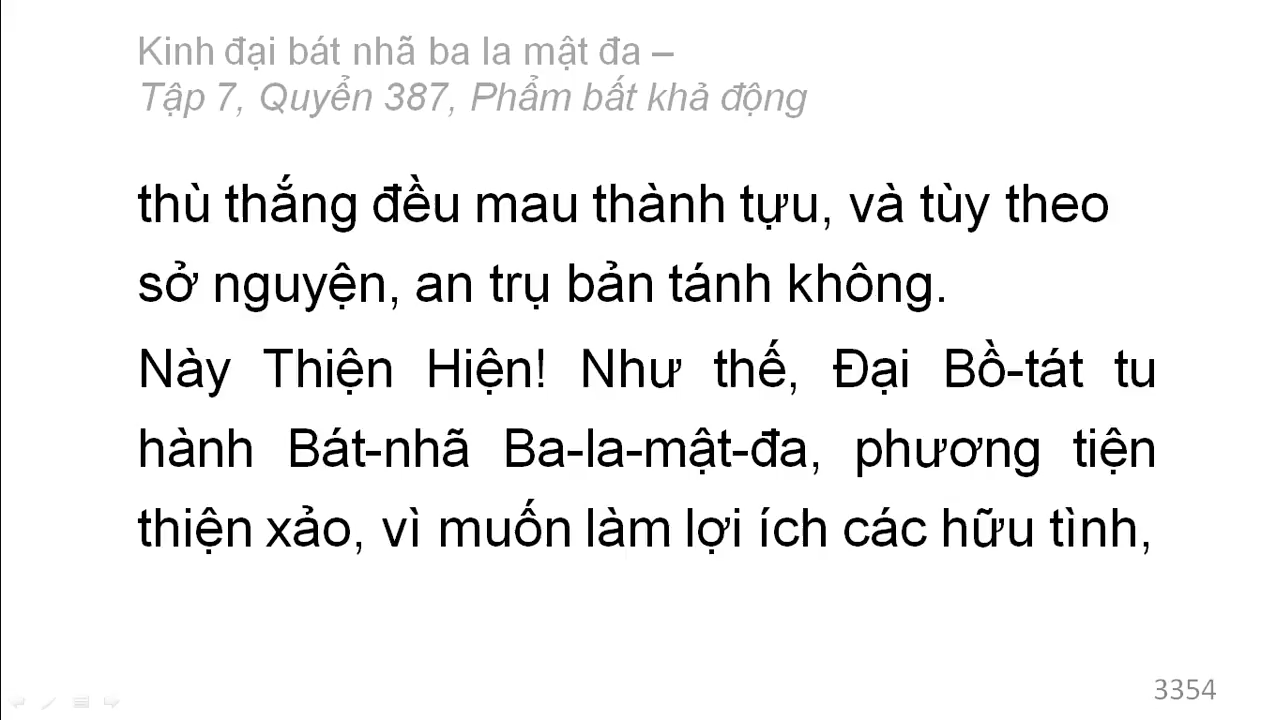 Kinh đại bát nhã ba la mật đa –
Tập 7, Quyển 387, Phẩm bất khả động
thù thắng đều mau thành tựu, và tùy theo
sở nguyện, an trụ bản tánh không.
Này Thiện Hiện! Như thế, Đại Bồ-tát tu
hành Bát-nhã Ba-la-mật-đa, phương tiện
thiện xảo, vì muốn làm lợi ích các hữu tình,
3354